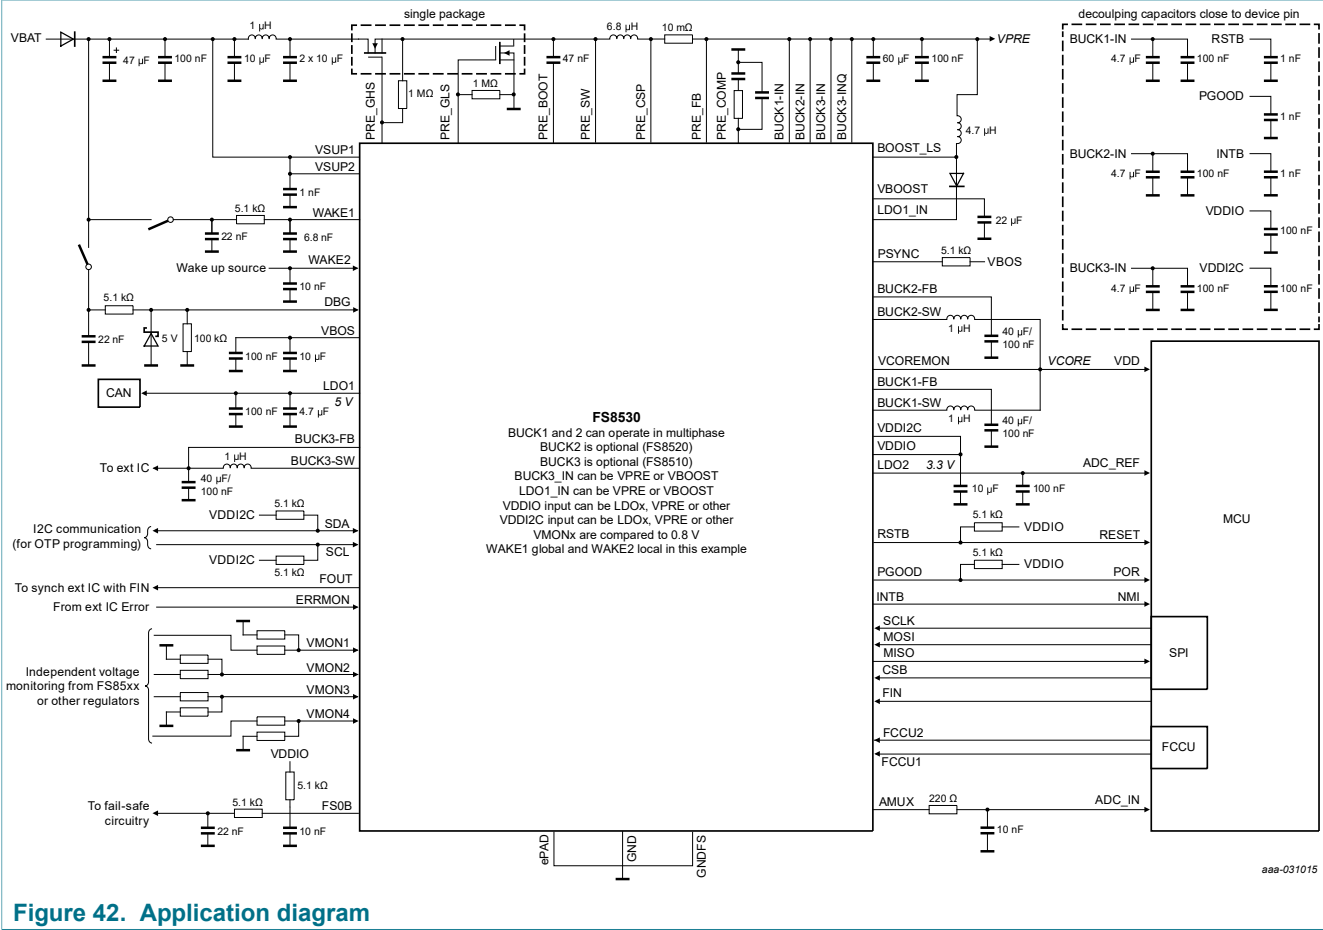 single package
decoulping capacitors close to device pin
VBAT
1 µH
6.8 µH
10 mΩ
VPRE
+
47 µF
100 nF
10 µF
2 x 10 µF
1 MΩ
1 MΩ
47 nF
60 µF
100 nF
PRE_GHS
PRE_GLS
PRE_BOOT
PRE_SW
PRE_CSP
PRE_FB
PRE_COMP
BUCK1-IN
BUCK2-IN
BUCK3-IN
BUCK3-INQ
4.7 µH
BUCK1-IN
4.7 µF
100 nF
RSTB
1 nF
PGOOD
1 nF
BUCK2-IN
4.7 µF
100 nF
INTB
1 nF
VDDIO
100 nF
BUCK3-IN
4.7 µF
100 nF
VDDI2C
100 nF
VSUP1
VSUP2
1 nF
5.1 kΩ
WAKE1
22 nF
6.8 nF
Wake up source
WAKE2
10 nF
5.1 kΩ
DBG
22 nF
5 V
100 kΩ
VBOS
100 nF
10 µF
CAN
LDO1
5 V
100 nF
4.7 µF
BUCK3-FB
To ext IC
1 µH
BUCK3-SW
40 µF/
100 nF
5.1 kΩ
VDDI2C
SDA
I2C communication
(for OTP programming)
SCL
VDDI2C
5.1 kΩ
FOUT
To synch ext IC with FIN
ERRMON
From ext IC Error
VMON1
VMON2
VMON3
VMON4
Independent voltage
monitoring from FS85xx
or other regulators
VDDIO
5.1 kΩ
To fail-safe
circuitry
5.1 kΩ
FS0B
22 nF
10 nF
FS8530
BUCK1 and 2 can operate in multiphase
BUCK2 is optional (FS8520)
BUCK3 is optional (FS8510)
BUCK3_IN can be VPRE or VBOOST
LDO1_IN can be VPRE or VBOOST
VDDIO input can be LDOx, VPRE or other
VDDI2C input can be LDOx, VPRE or other
VMONx are compared to 0.8 V
WAKE1 global and WAKE2 local in this example
ePAD
GND
GNDFS
BOOST_LS
VBOOST
LDO1_IN
22 µF
PSYNC
5.1 kΩ
VBOS
BUCK2-FB
BUCK2-SW
1 µH
40 µF/
100 nF
VCOREMON
VCORE
VDD
BUCK1-FB
BUCK1-SW
1 µH
40 µF/
100 nF
VDDI2C
VDDIO
LDO2
3.3 V
ADC_REF
10 µF
100 nF
5.1 kΩ
VDDIO
RSTB
RESET
5.1 kΩ
VDDIO
PGOOD
POR
INTB
NMI
SCLK
MOSI
MISO
CSB
FIN
SPI
MCU
FCCU2
FCCU1
FCCU
AMUX
220 Ω
ADC_IN
10 nF
aaa-031015
Figure 42. Application diagram